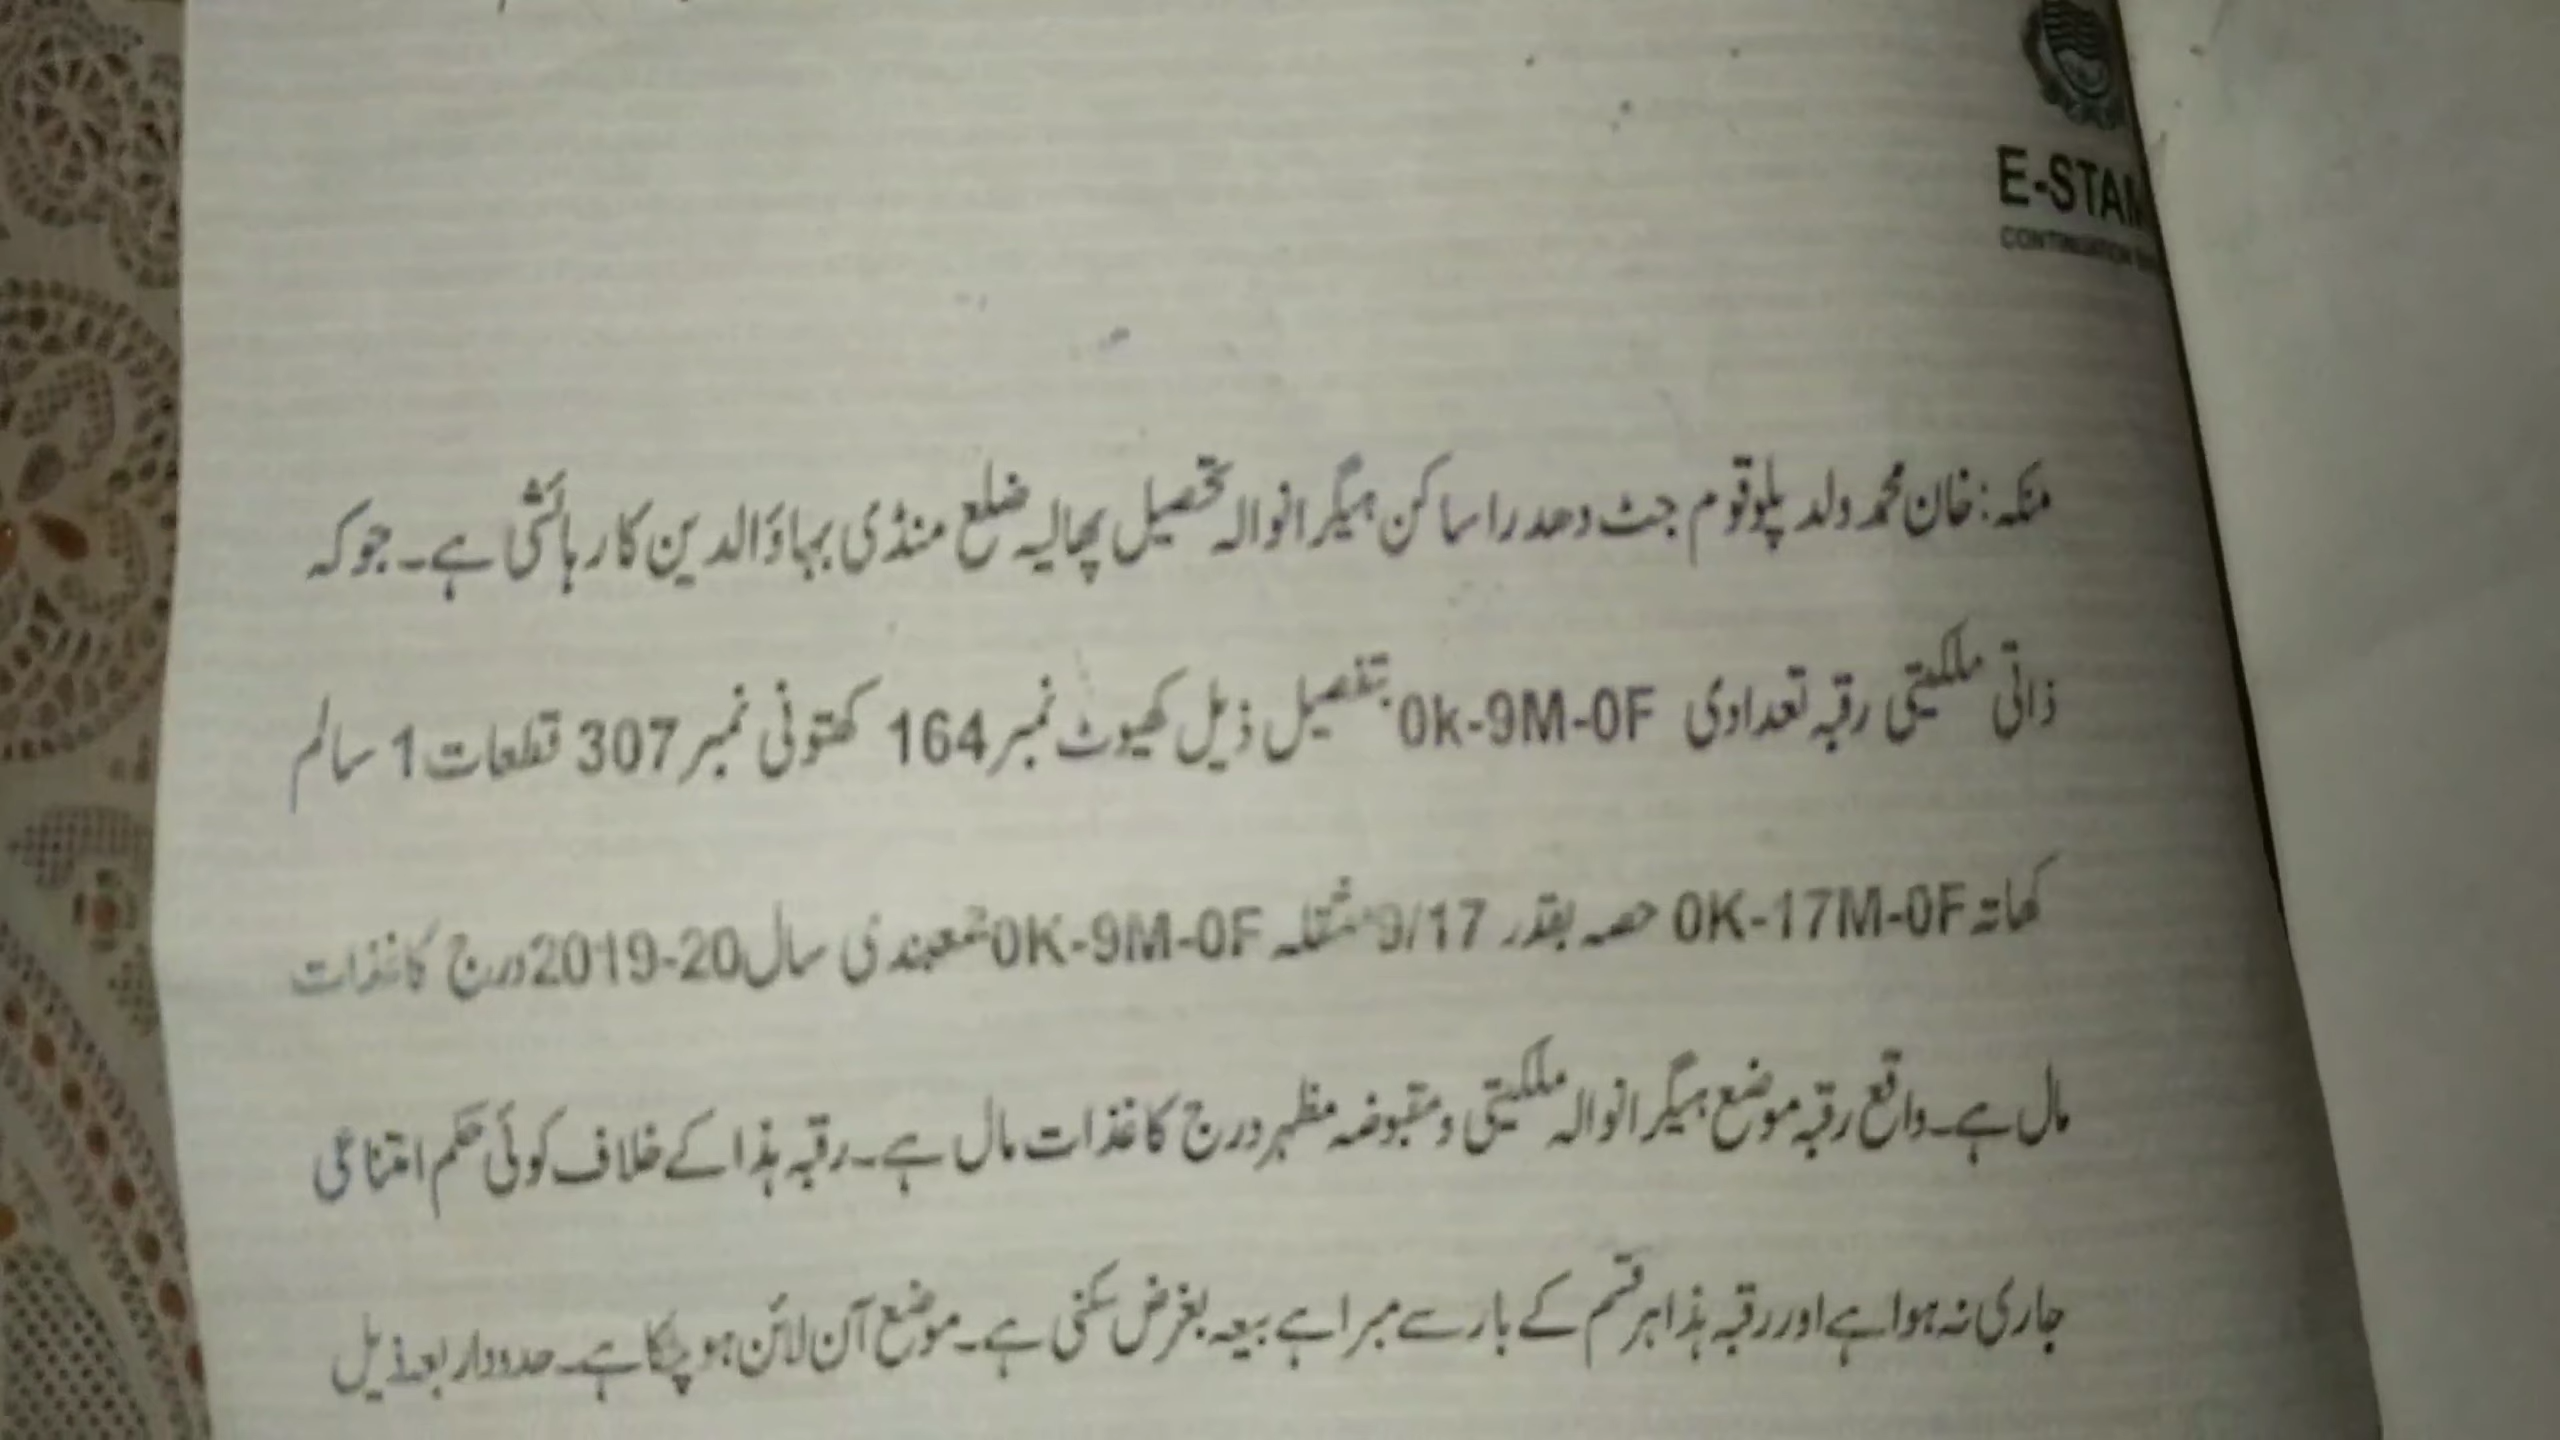 E-STAM
CONTINUATION
منکہ: خان محمد ولد پلو قوم جٹ دھدرا ساکن ہیگرانوالہ تحصیل پھالیہ ضلع منڈی بہاؤالدین کا رہائشی ہے۔ جو کہ
ذاتی ملکیتی رقبہ تعدادی 0k-9M-0F بتفصیل ذیل کھیوٹ نمبر 164 کھتونی نمبر 307 قطعات 1 سالم
کھاتہ 0K-17M-0F حصہ بقدر 9/17 منتقلہ 0K-9M-0F جمعبندی سال 2019-20 درج کاغذات
مال ہے۔ واقع رقبہ موضع ہیگرانوالہ ملکیتی و مقبوضہ مظہر درج کاغذات مال ہے۔ رقبہ ہذا کے خلاف کوئی حکم امتناعی
جاری نہ ہوا ہے اور رقبہ ہذا ہر قسم کے بار سے مبرا ہے بیعہ بغرض سکنی ہے۔ موضع آن لائن ہو چکا ہے۔ حدود اربعہ ذیل